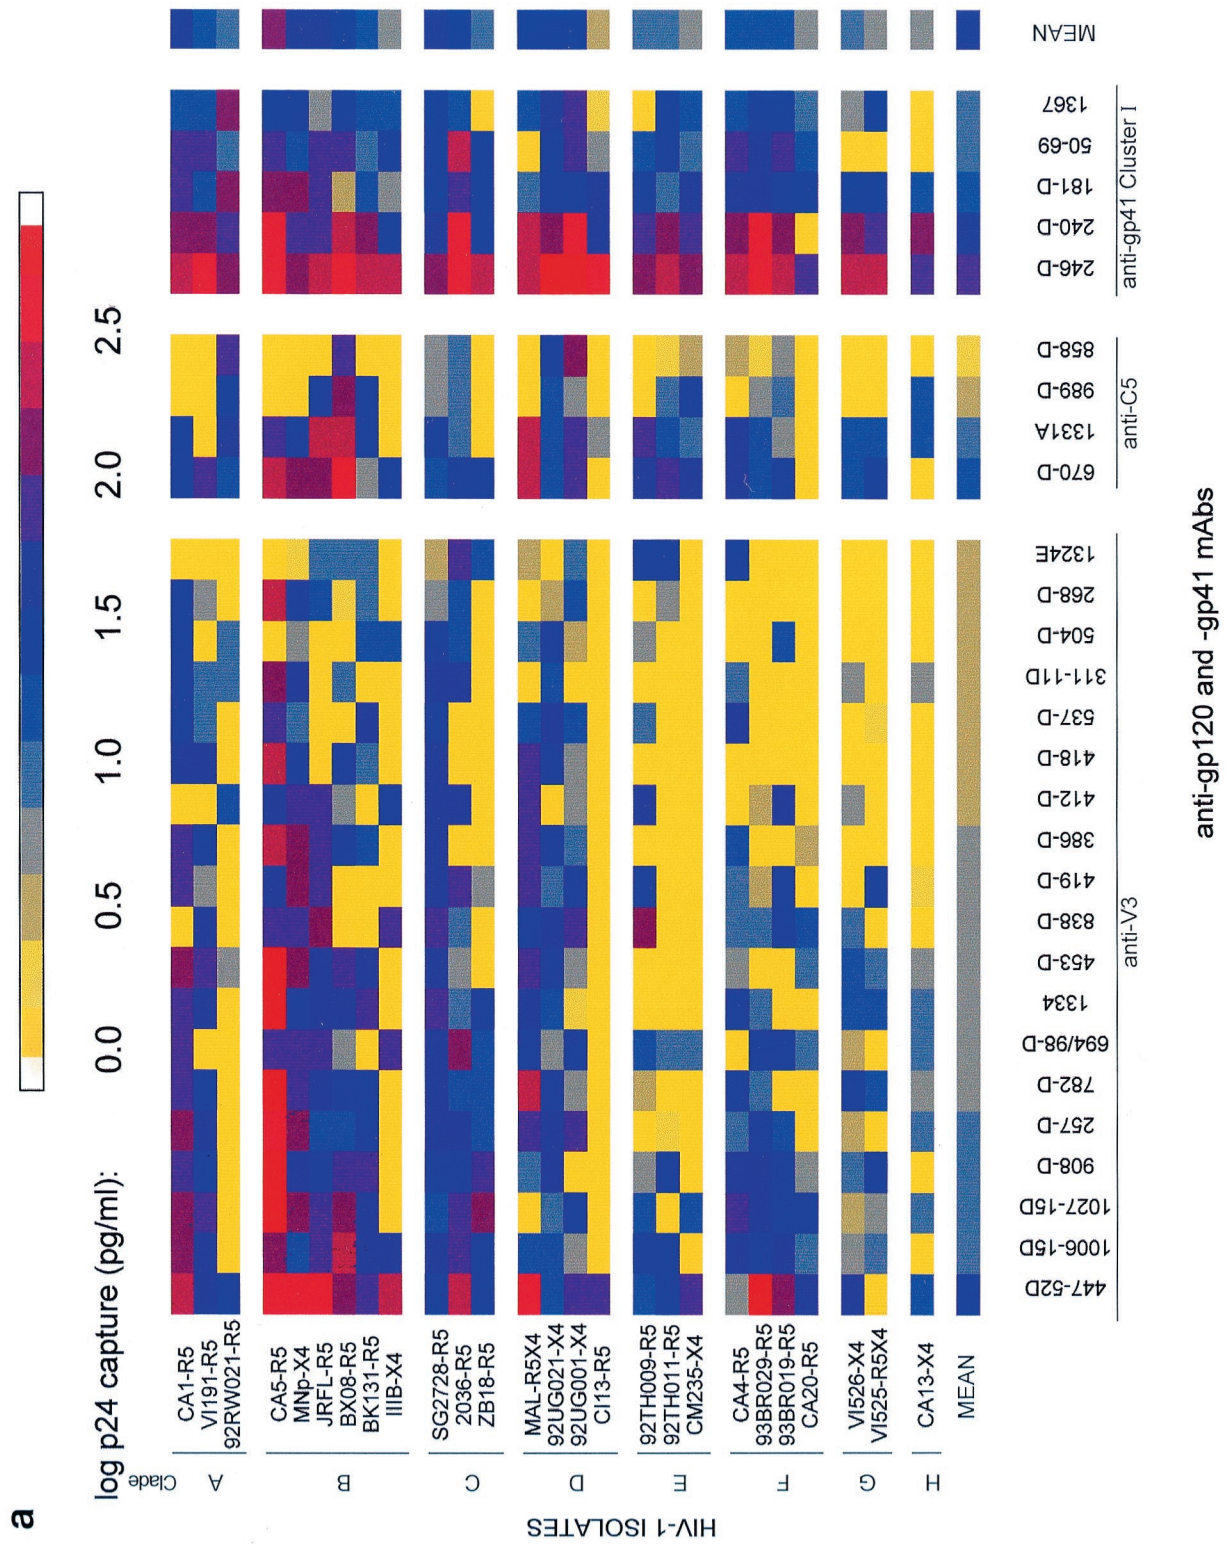 a
log p24 capture (pg/ml):
0.0
0.5
1.0
1.5
2.0
2.5
Clade
HIV-1 ISOLATES
A
CA1-R5
VI191-R5
92RW021-R5
B
CA5-R5
MNp-X4
JRFL-R5
BX08-R5
BK131-R5
IIIB-X4
C
SG2728-R5
2036-R5
ZB18-R5
D
MAL-R5X4
92UG021-X4
92UG001-X4
CI13-R5
E
92TH009-R5
92TH011-R5
CM235-X4
F
CA4-R5
93BR029-R5
93BR019-R5
CA20-R5
G
VI526-X4
VI525-R5X4
H
CA13-X4
MEAN
447-52D
1006-15D
1027-15D
908-D
257-D
782-D
694/98-D
1334
453-D
838-D
419-D
386-D
412-D
418-D
537-D
311-11D
504-D
268-D
1324E
670-D
1331A
989-D
858-D
246-D
240-D
181-D
50-69
1367
MEAN
anti-V3
anti-C5
anti-gp41 Cluster I
anti-gp120 and -gp41 mAbs